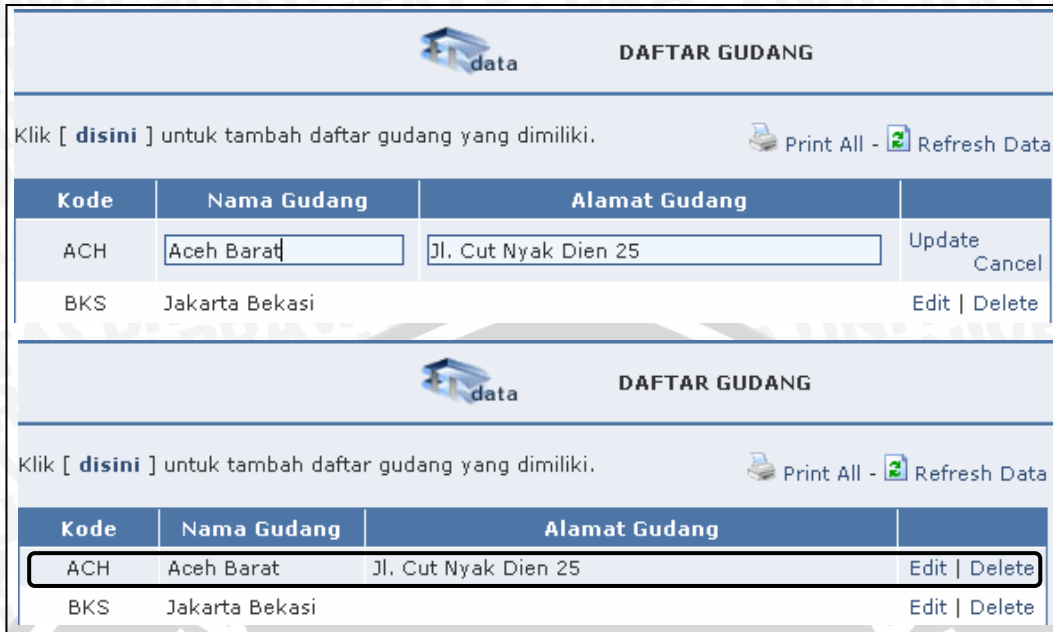 data DAFTAR GUDANG
Klik [ disini ] untuk tambah daftar gudang yang dimiliki. Print All - Refresh Data
Kode Nama Gudang Alamat Gudang
ACH Aceh Barat Jl. Cut Nyak Dien 25 Update
Cancel
BKS Jakarta Bekasi Edit | Delete
data DAFTAR GUDANG
Klik [ disini ] untuk tambah daftar gudang yang dimiliki. Print All - Refresh Data
Kode Nama Gudang Alamat Gudang
ACH Aceh Barat Jl. Cut Nyak Dien 25 Edit | Delete
BKS Jakarta Bekasi Edit | Delete